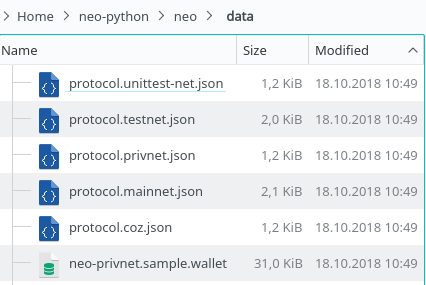 > Home > neo-python > neo > data
Name Size Modified
protocol.unittest-net.json 1,2 KiB 18.10.2018 10:49
protocol.testnet.json 2,0 KiB 18.10.2018 10:49
protocol.privnet.json 1,2 KiB 18.10.2018 10:49
protocol.mainnet.json 2,1 KiB 18.10.2018 10:49
protocol.coz.json 1,2 KiB 18.10.2018 10:49
neo-privnet.sample.wallet 31,0 KiB 18.10.2018 10:49